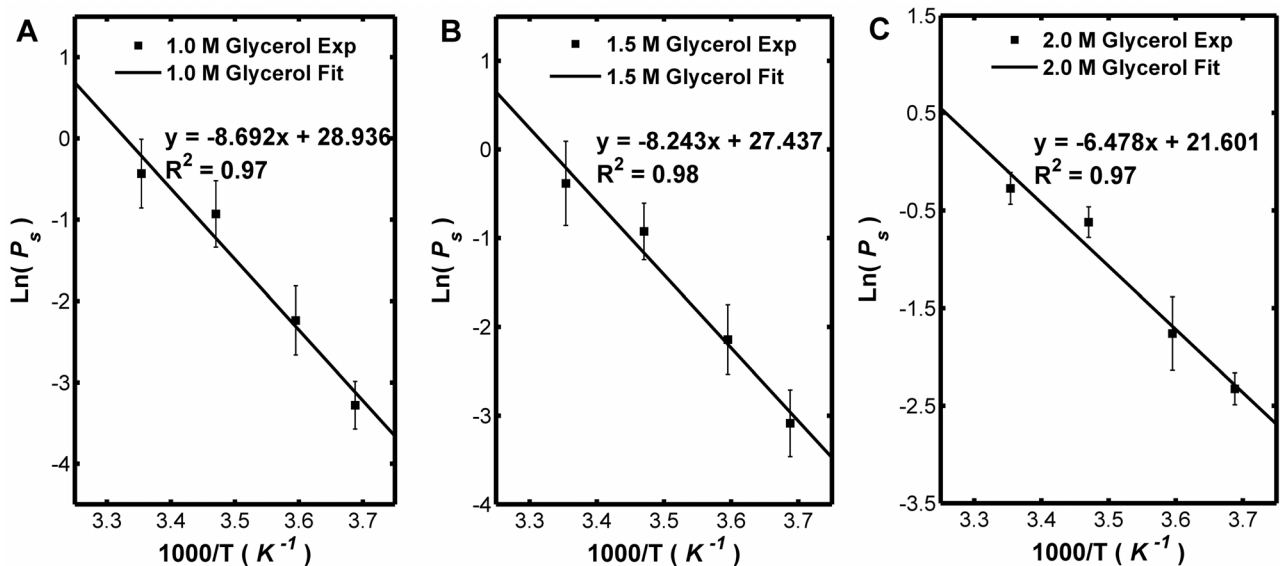 A
1.0 M Glycerol Exp
1.0 M Glycerol Fit
y = -8.692x + 28.936
R² = 0.97
1
0
-1
-2
-3
-4
Ln( P s )
3.3 3.4 3.5 3.6 3.7
1000/T ( K⁻¹ )
B
1.5 M Glycerol Exp
1.5 M Glycerol Fit
y = -8.243x + 27.437
R² = 0.98
1
0
-1
-2
-3
-4
Ln( P s )
3.3 3.4 3.5 3.6 3.7
1000/T ( K⁻¹ )
C
2.0 M Glycerol Exp
2.0 M Glycerol Fit
y = -6.478x + 21.601
R² = 0.97
1.5
0.5
-0.5
-1.5
-2.5
-3.5
Ln( P s )
3.3 3.4 3.5 3.6 3.7
1000/T ( K⁻¹ )